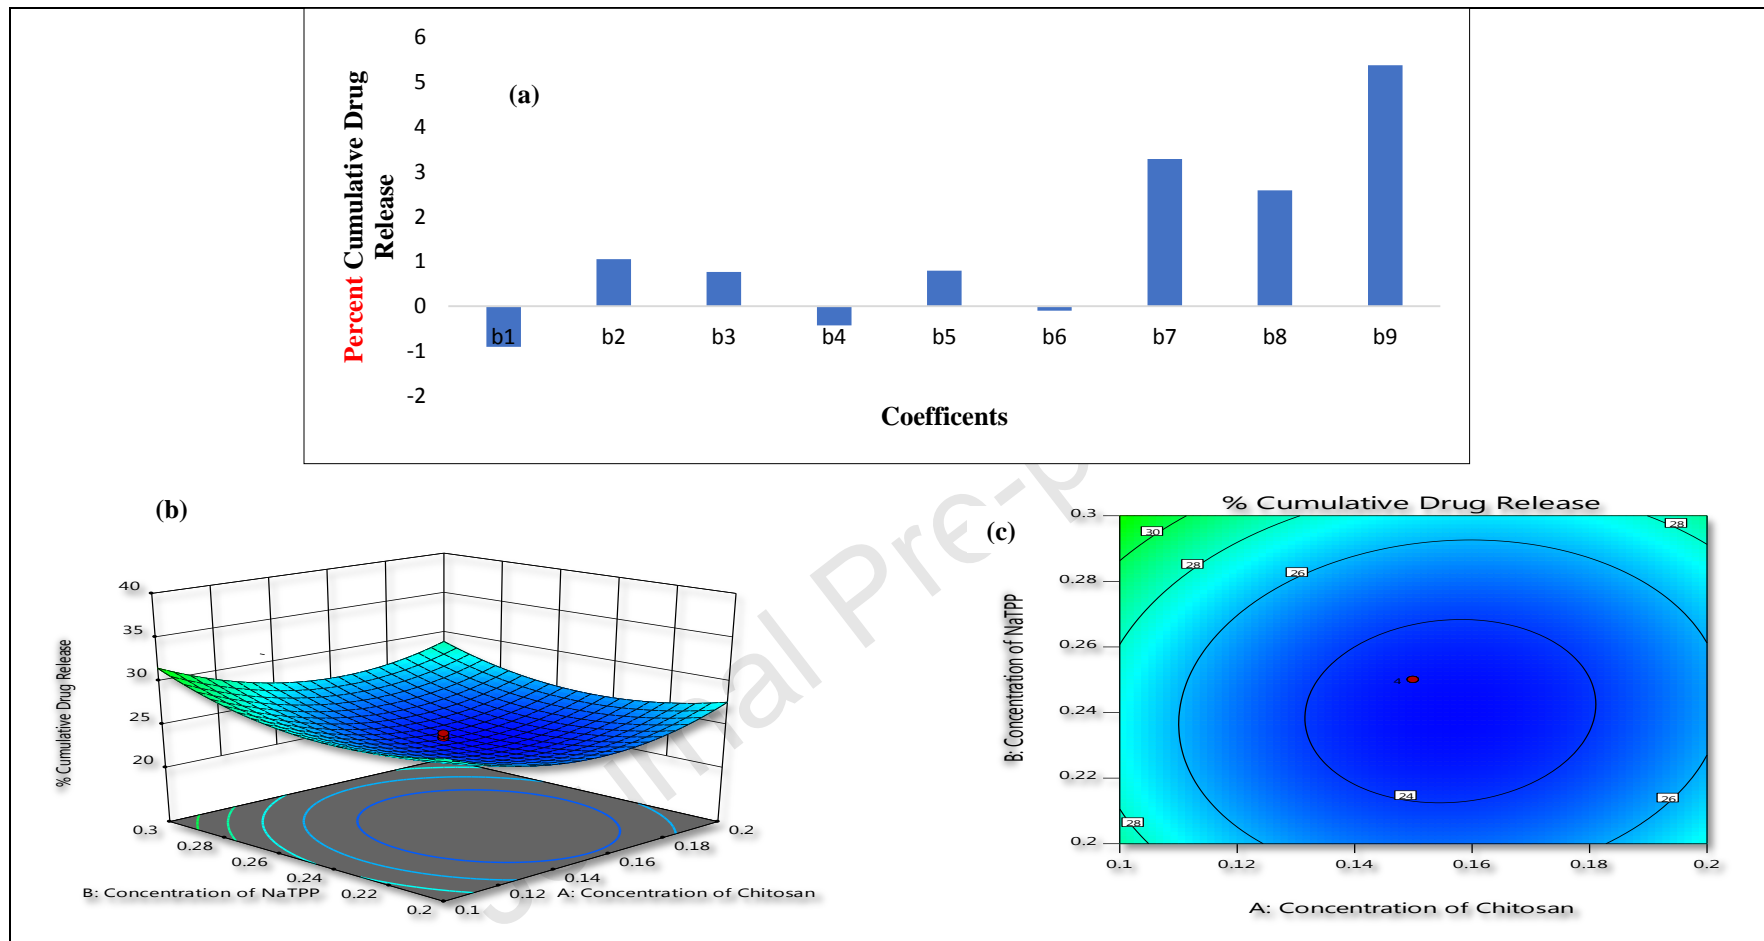 6
5
4
3
2
1
0
-1
-2
(a)
Percent Cumulative Drug
Release
b1 b2 b3 b4 b5 b6 b7 b8 b9
Coefficents
(b)
40
35
30
25
20
% Cumulative Drug Release
0.3
0.28
0.26
0.24
0.22
0.2
B: Concentration of NaTPP
0.1
0.12
0.14
0.16
0.18
0.2
A: Concentration of Chitosan
(c)
% Cumulative Drug Release
0.3
0.28
0.26
0.24
0.22
0.2
B: Concentration of NaTPP
30
28
28
26
28
24
26
4
0.1 0.12 0.14 0.16 0.18 0.2
A: Concentration of Chitosan